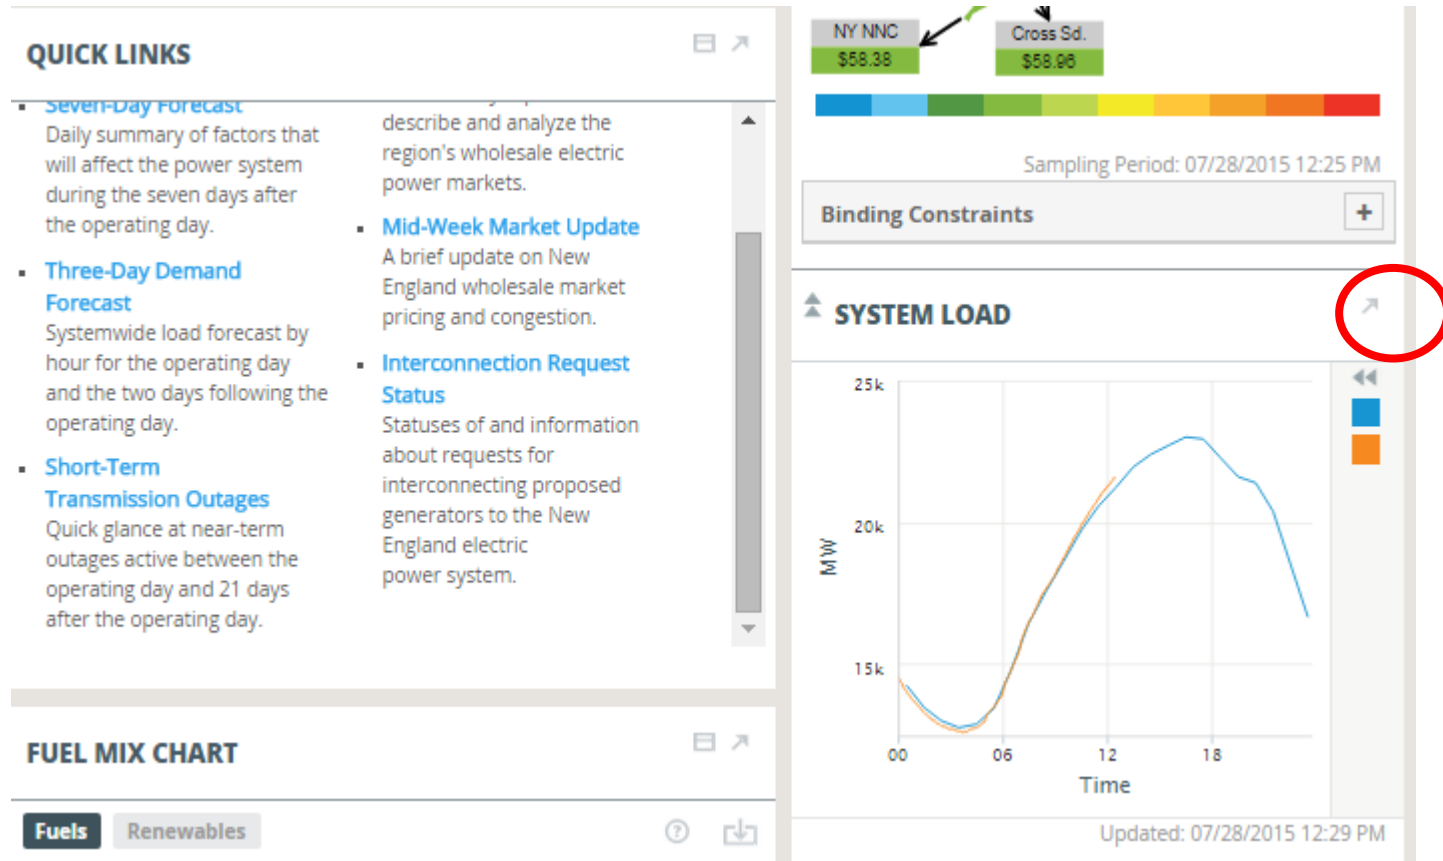 QUICK LINKS
Seven-Day Forecast
Daily summary of factors that
will affect the power system
during the seven days after
the operating day.
Three-Day Demand
Forecast
Systemwide load forecast by
hour for the operating day
and the two days following the
operating day.
Short-Term
Transmission Outages
Quick glance at near-term
outages active between the
operating day and 21 days
after the operating day.
describe and analyze the
region's wholesale electric
power markets.
Mid-Week Market Update
A brief update on New
England wholesale market
pricing and congestion.
Interconnection Request
Status
Statuses of and information
about requests for
interconnecting proposed
generators to the New
England electric
power system.
FUEL MIX CHART
Fuels Renewables
NY NNC
$58.38
Cross Sd.
$58.96
Sampling Period: 07/28/2015 12:25 PM
Binding Constraints
SYSTEM LOAD
25k
20k
15k
MW
00 06 12 18
Time
Updated: 07/28/2015 12:29 PM